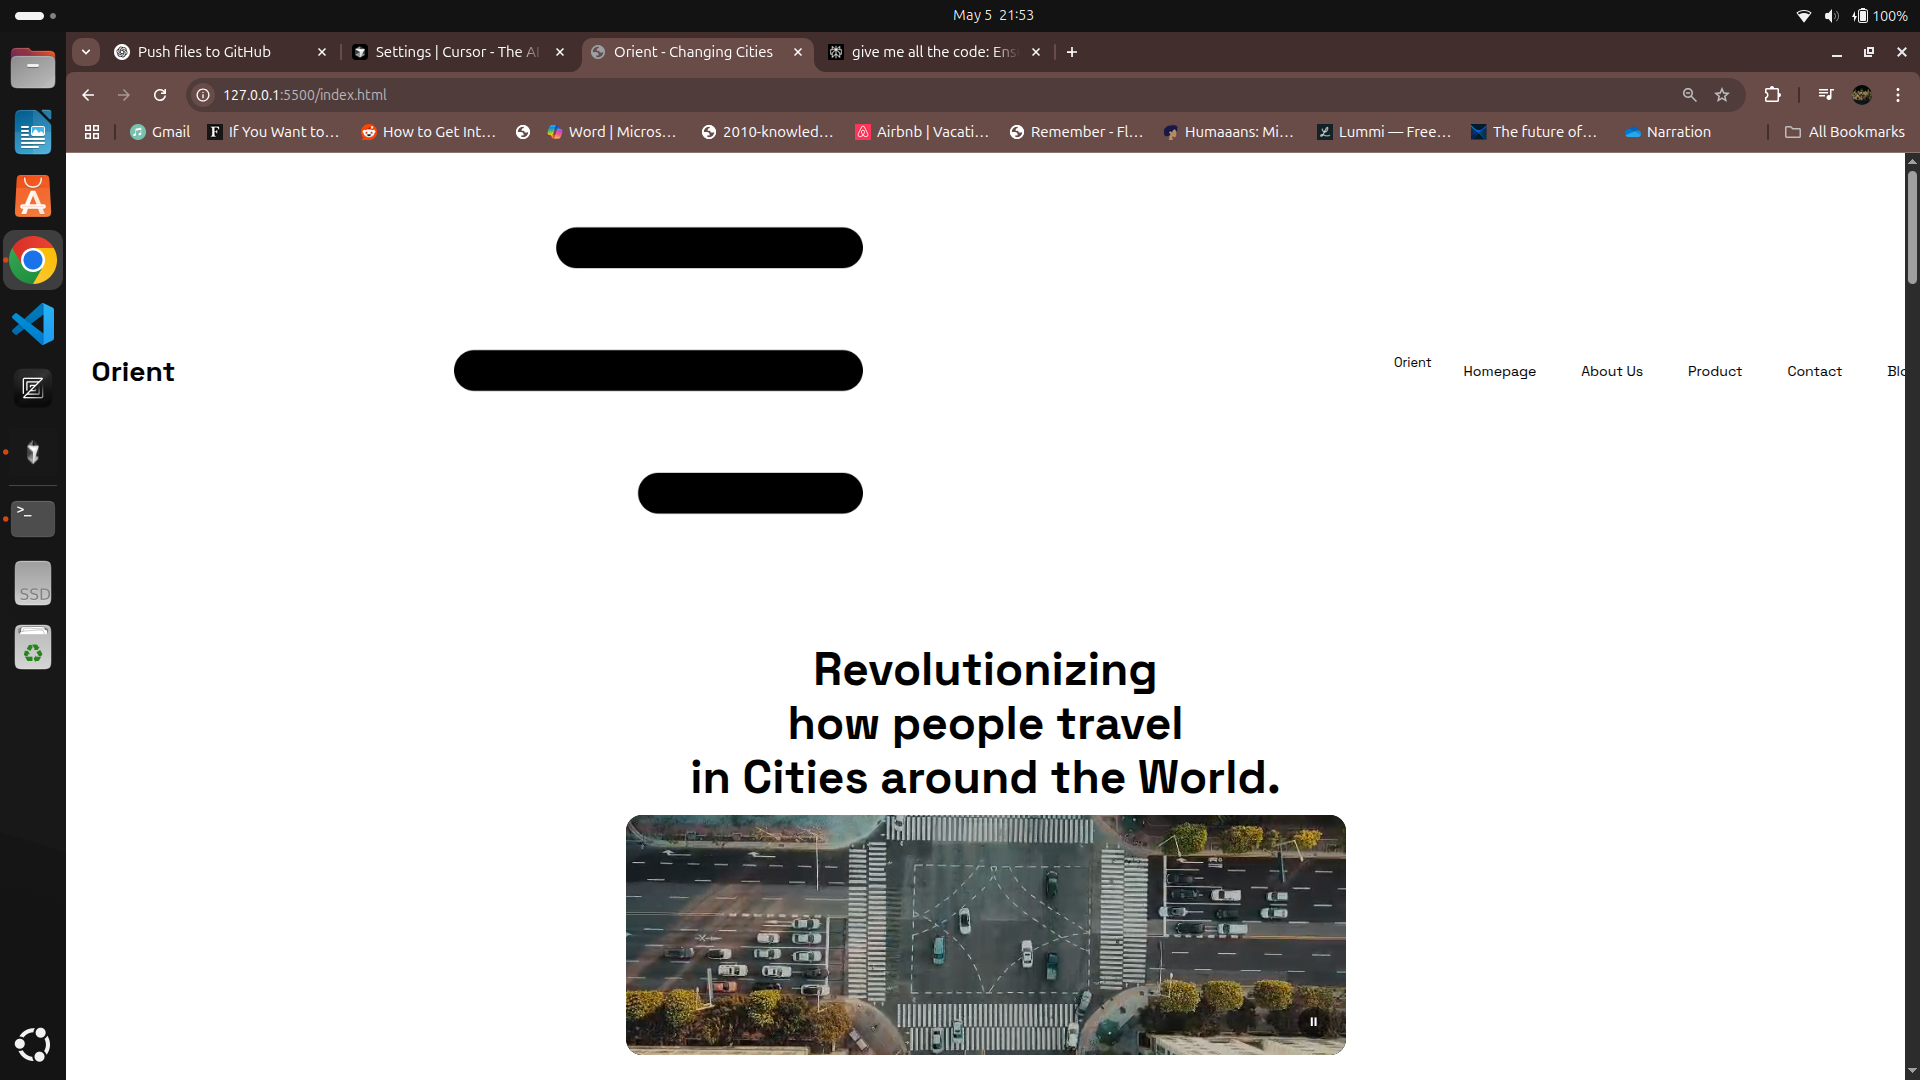 May 5 21:53
100%
Push files to GitHub
Settings | Cursor - The AI
Orient - Changing Cities
give me all the code: Ens
127.0.0.1:5500/index.html
Gmail
If You Want to...
How to Get Int...
Word | Micros...
2010-knowled...
Airbnb | Vacati...
Remember - Fl...
Humaaans: Mi...
Lummi — Free...
The future of...
Narration
All Bookmarks
Orient
Orient
Homepage
About Us
Product
Contact
Blo
Revolutionizing
how people travel
in Cities around the World.
SSD